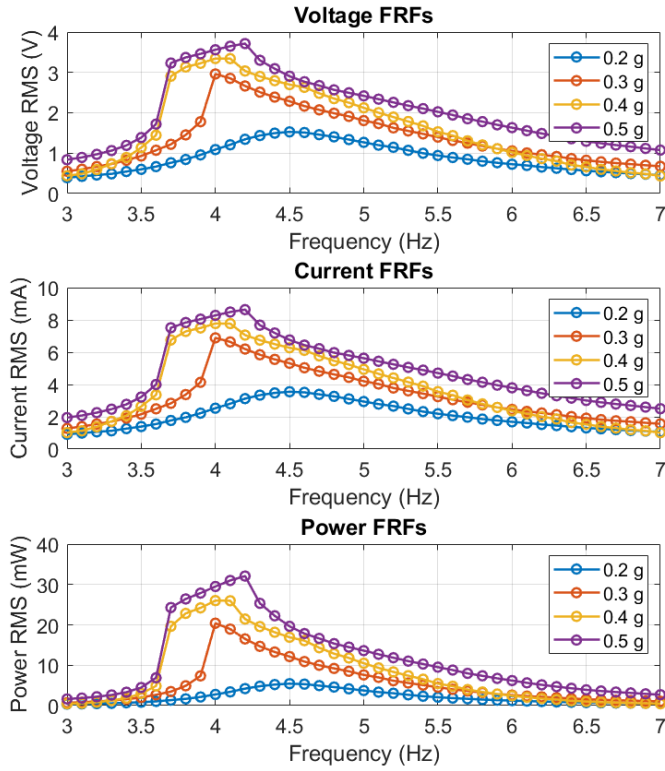 Voltage FRFs
Voltage RMS (V)
4
3
2
1
0
0.2 g
0.3 g
0.4 g
0.5 g
3 3.5 4 4.5 5 5.5 6 6.5 7
Frequency (Hz)
Current FRFs
Current RMS (mA)
10
8
6
4
2
0
0.2 g
0.3 g
0.4 g
0.5 g
3 3.5 4 4.5 5 5.5 6 6.5 7
Frequency (Hz)
Power FRFs
Power RMS (mW)
40
30
20
10
0
0.2 g
0.3 g
0.4 g
0.5 g
3 3.5 4 4.5 5 5.5 6 6.5 7
Frequency (Hz)